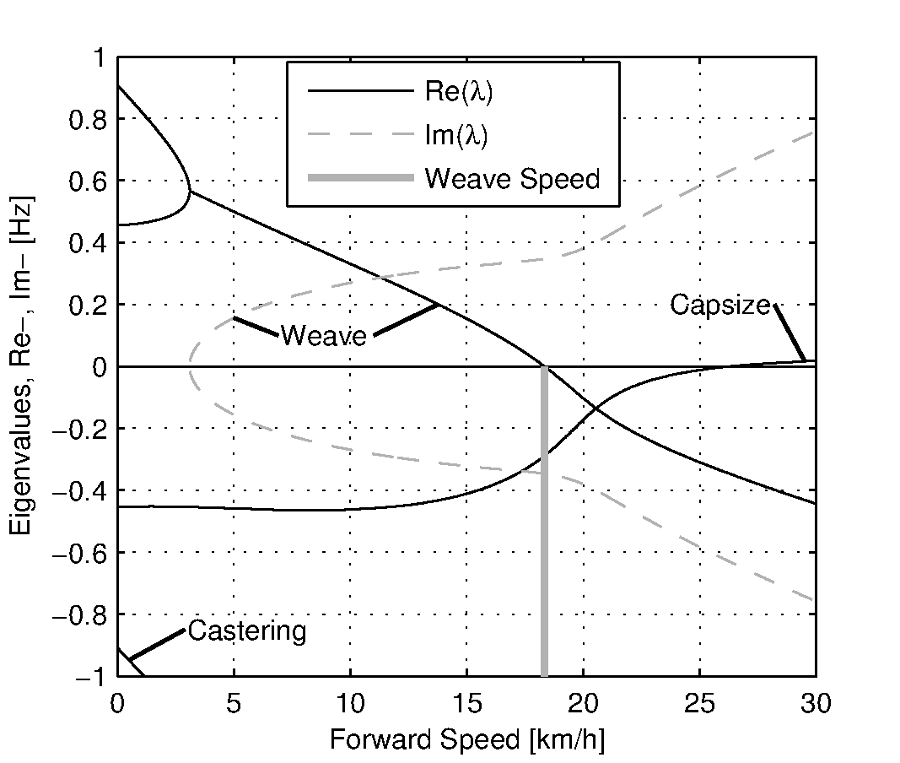 Eigenvalues, Re−, Im− [Hz]
1
0.8
0.6
0.4
0.2
0
−0.2
−0.4
−0.6
−0.8
−1
Re(λ)
Im(λ)
Weave Speed
Capsize
Weave
Castering
0
5
10
15
20
25
30
Forward Speed [km/h]